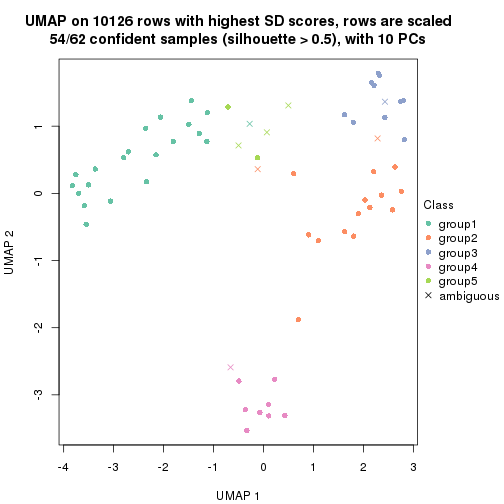 UMAP on 10126 rows with highest SD scores, rows are scaled
54/62 confident samples (silhouette > 0.5), with 10 PCs
1
0
-1
-2
-3
UMAP 2
-4
-3
-2
-1
0
1
2
3
UMAP 1
Class
group1
group2
group3
group4
group5
ambiguous